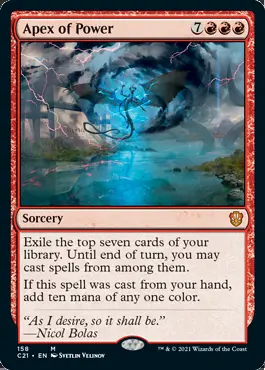 Apex of Power 7
Sorcery
Exile the top seven cards of your
library. Until end of turn, you may
cast spells from among them.
If this spell was cast from your hand,
add ten mana of any one color.
"As I desire, so it shall be."
—Nicol Bolas
158 M
C21 • EN SVETLIN VELINOV
™ & © 2021 Wizards of the Coast